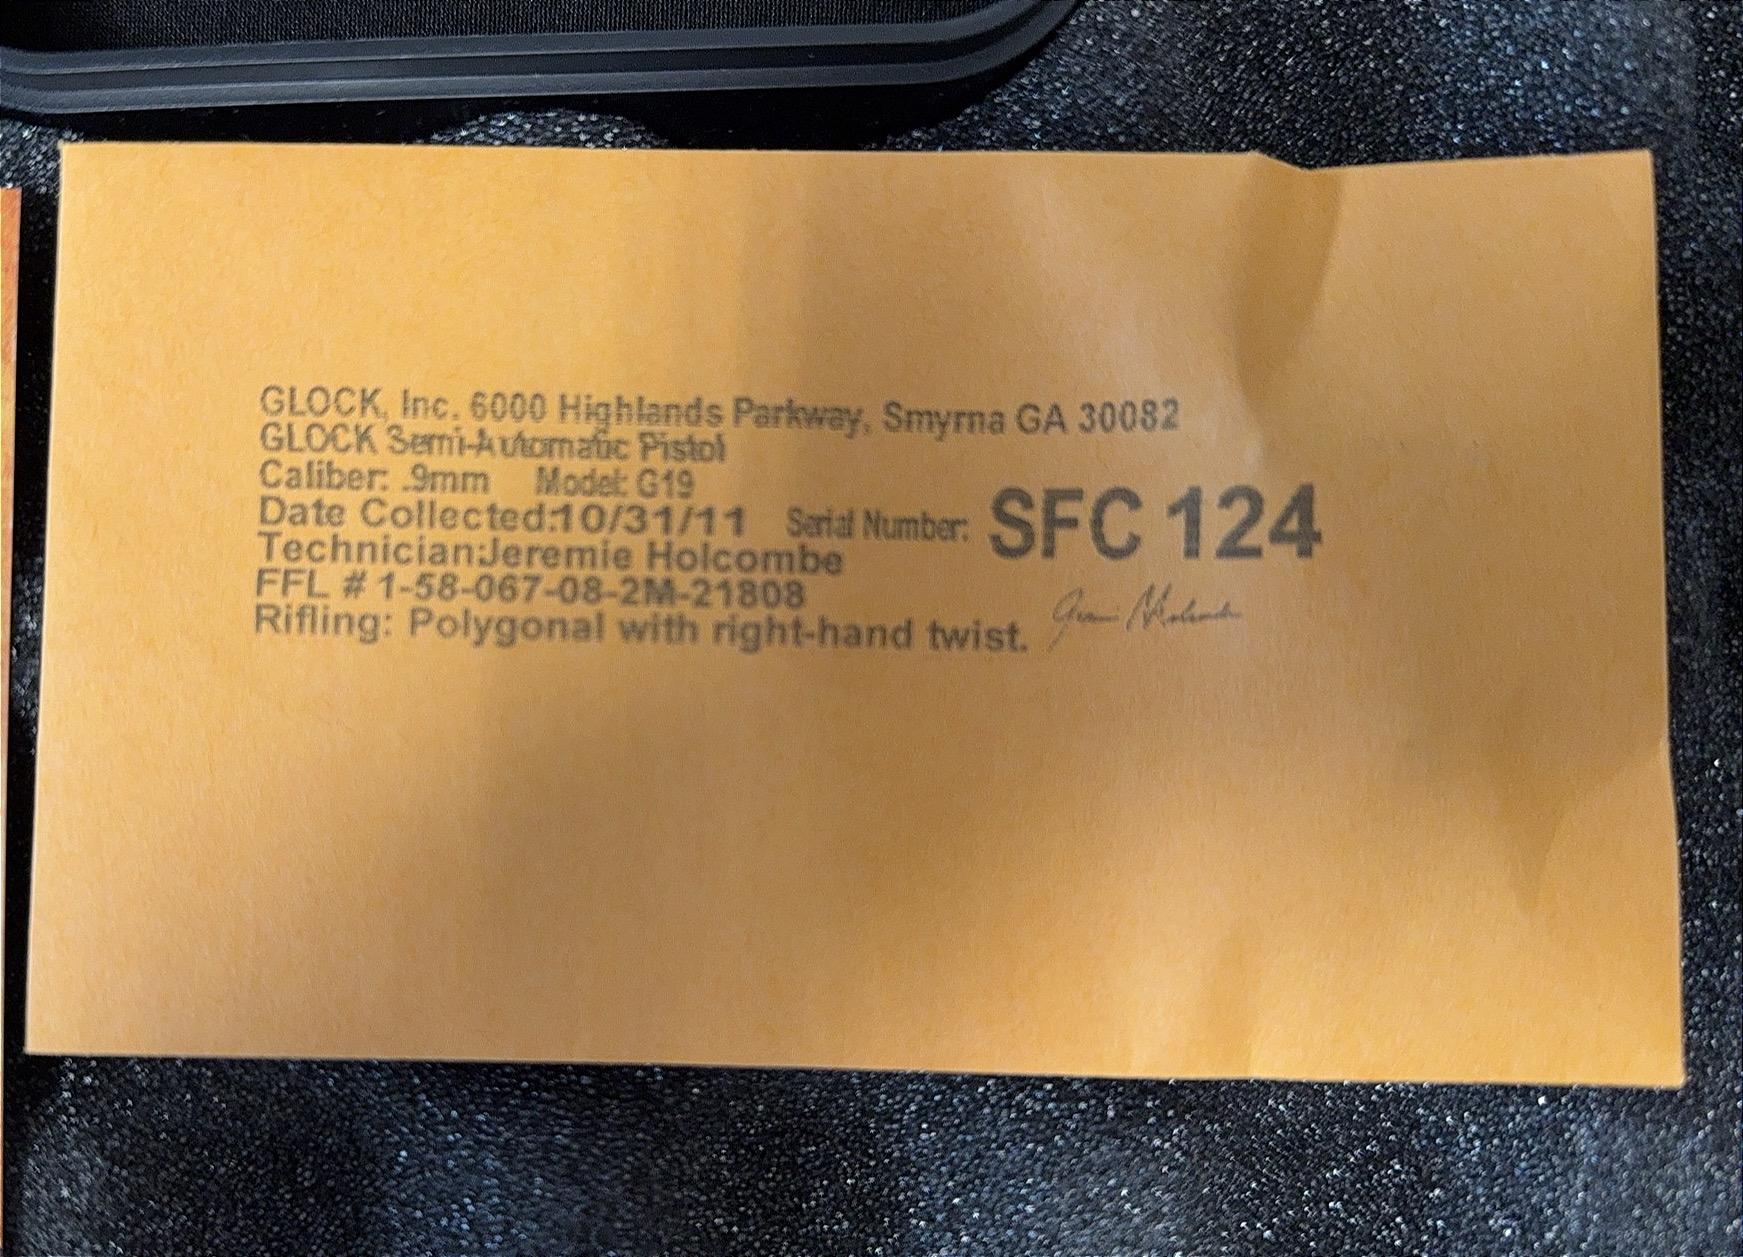 GLOCK, Inc. 6000 Highlands Parkway, Smyrna GA 30082
GLOCK Semi-Automatic Pistol
Caliber: .9mm Model: G19
Date Collected:10/31/11 Serial Number: SFC 124
Technician:Jeremie Holcombe
FFL # 1-58-067-08-2M-21808
Rifling: Polygonal with right-hand twist.